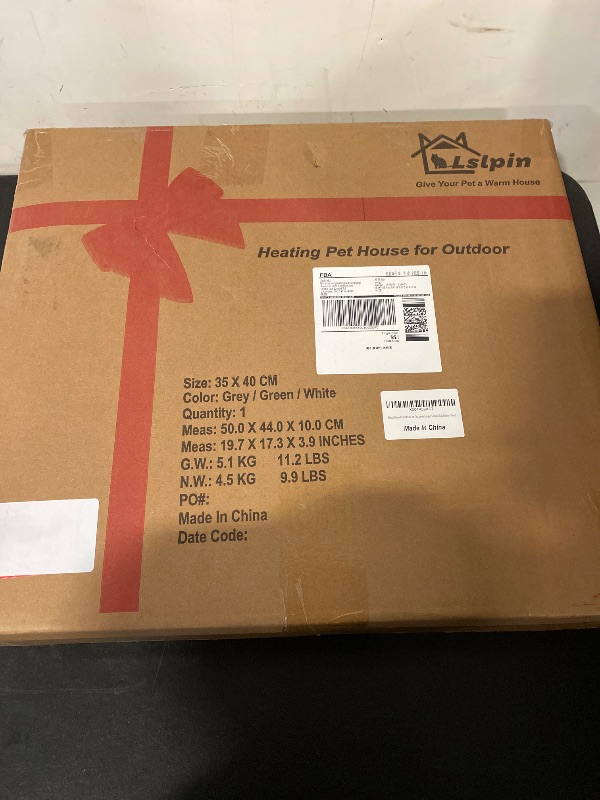 Lslpin
Give Your Pet a Warm House
Heating Pet House for Outdoor
FBA
Size: 35 X 40 CM
Color: Grey / Green / White
Quantity: 1
Meas: 50.0 X 44.0 X 10.0 CM
Meas: 19.7 X 17.3 X 3.9 INCHES
G.W.: 5.1 KG 11.2 LBS
N.W.: 4.5 KG 9.9 LBS
PO#:
Made In China
Date Code:
Made In China